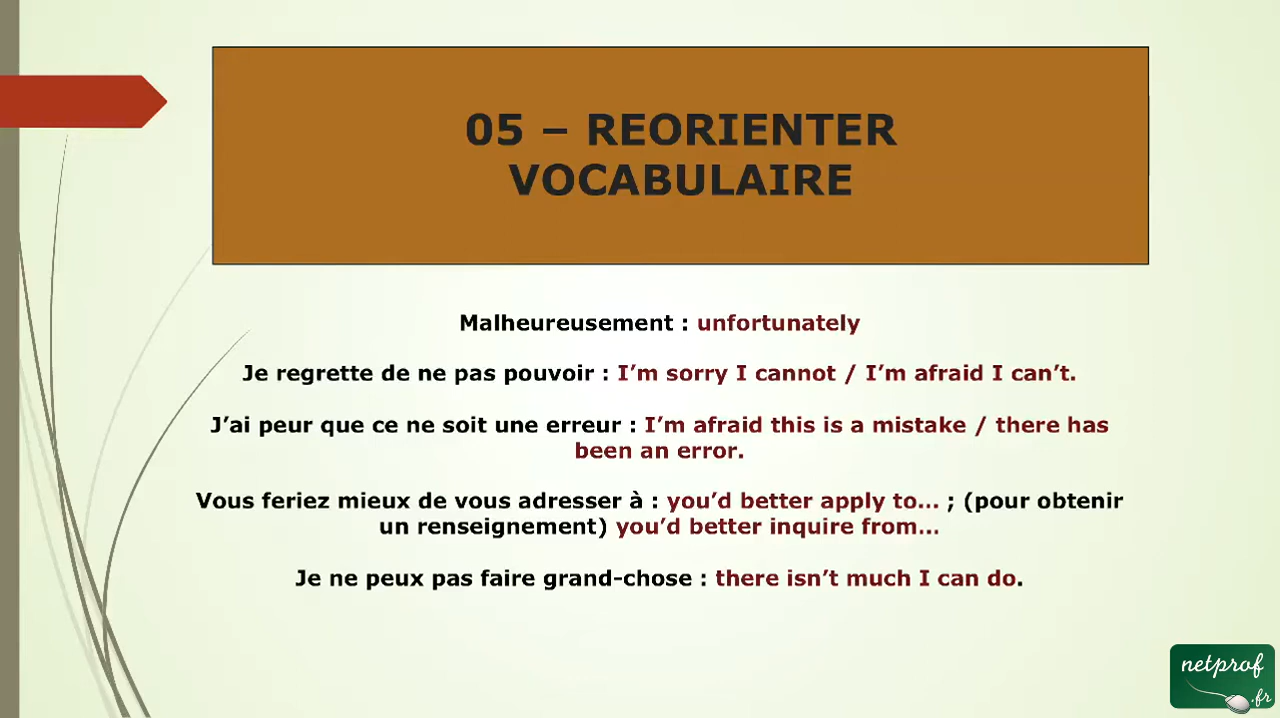 05 – REORIENTER
VOCABULAIRE
Malheureusement : unfortunately
Je regrette de ne pas pouvoir : I’m sorry I cannot / I’m afraid I can’t.
J’ai peur que ce ne soit une erreur : I’m afraid this is a mistake / there has
been an error.
Vous feriez mieux de vous adresser à : you’d better apply to... ; (pour obtenir
un renseignement) you’d better inquire from...
Je ne peux pas faire grand-chose : there isn’t much I can do.
netprof
.fr